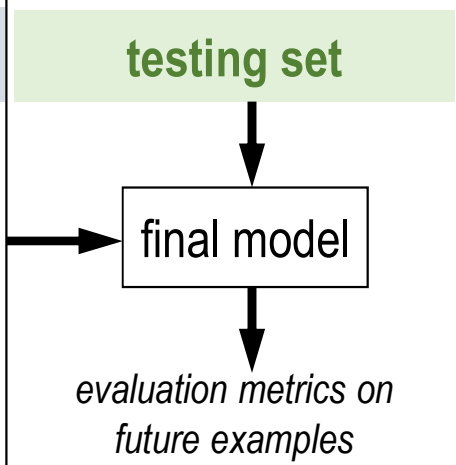 testing set
final model
evaluation metrics on
future examples